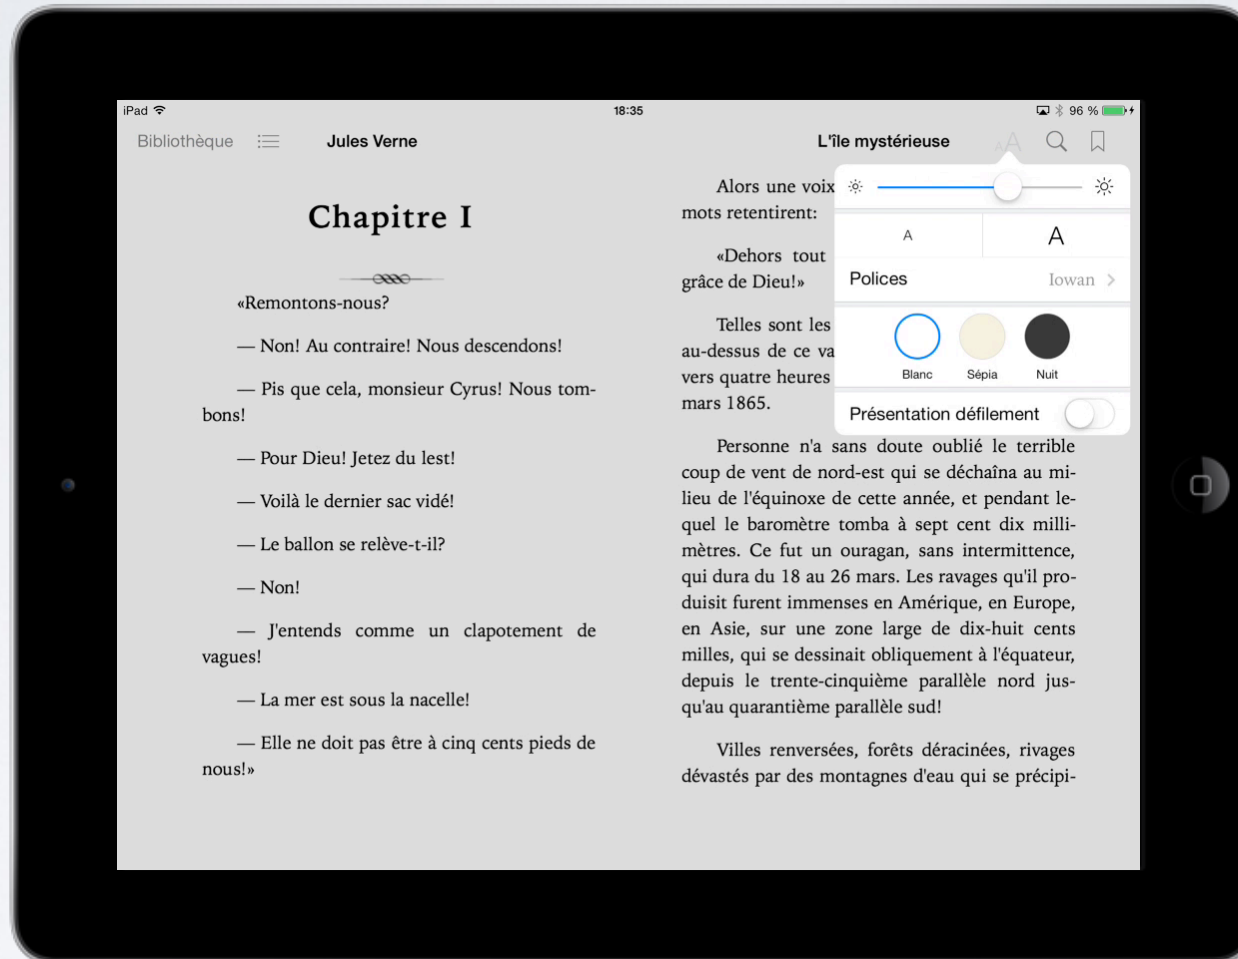 iPad 18:35 96 %
Bibliothèque Jules Verne L'île mystérieuse AA
Chapitre I
«Remontons-nous?
— Non! Au contraire! Nous descendons!
— Pis que cela, monsieur Cyrus! Nous tom-
bons!
— Pour Dieu! Jetez du lest!
— Voilà le dernier sac vidé!
— Le ballon se relève-t-il?
— Non!
— J'entends comme un clapotement de
vagues!
— La mer est sous la nacelle!
— Elle ne doit pas être à cinq cents pieds de
nous!»
Alors une voix
mots retentirent:
«Dehors tout
grâce de Dieu!»
Telles sont les
au-dessus de ce va
vers quatre heures
mars 1865.
Personne n'a sans doute oublié le terrible
coup de vent de nord-est qui se déchaîna au mi-
lieu de l'équinoxe de cette année, et pendant le-
quel le baromètre tomba à sept cent dix milli-
mètres. Ce fut un ouragan, sans intermittence,
qui dura du 18 au 26 mars. Les ravages qu'il pro-
duisit furent immenses en Amérique, en Europe,
en Asie, sur une zone large de dix-huit cents
milles, qui se dessinait obliquement à l'équateur,
depuis le trente-cinquième parallèle nord jus-
qu'au quarantième parallèle sud!
Villes renversées, forêts déracinées, rivages
dévastés par des montagnes d'eau qui se précipi-
A A
Polices Iowan
Blanc Sépia Nuit
Présentation défilement